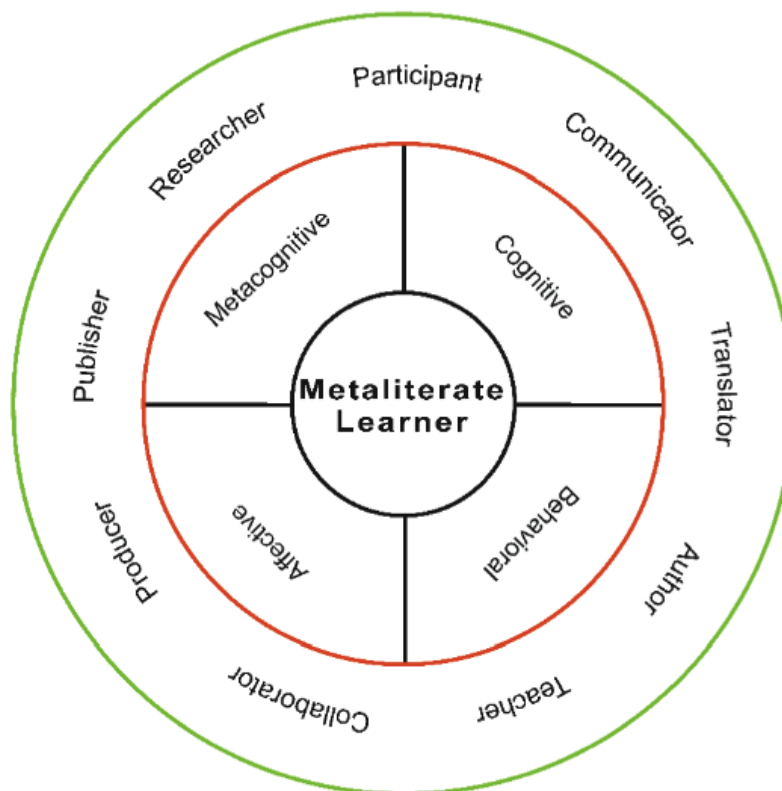 Participant
Communicator
Translator
Author
Teacher
Collaborator
Producer
Publisher
Researcher
Metacognitive
Cognitive
Behavioral
Affective
Metaliterate
Learner